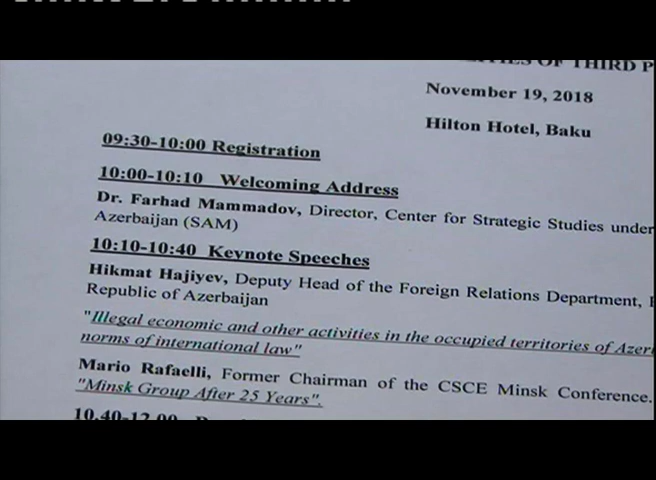 OF THIRD P
November 19, 2018
Hilton Hotel, Baku
09:30-10:00 Registration
10:00-10:10 Welcoming Address
Dr. Farhad Mammadov, Director, Center for Strategic Studies under
Azerbaijan (SAM)
10:10-10:40 Keynote Speeches
Hikmat Hajiyev, Deputy Head of the Foreign Relations Department,
Republic of Azerbaijan
"Illegal economic and other activities in the occupied territories of Azer
norms of international law"
Mario Rafaelli, Former Chairman of the CSCE Minsk Conference.
"Minsk Group After 25 Years".
10.40-12.00